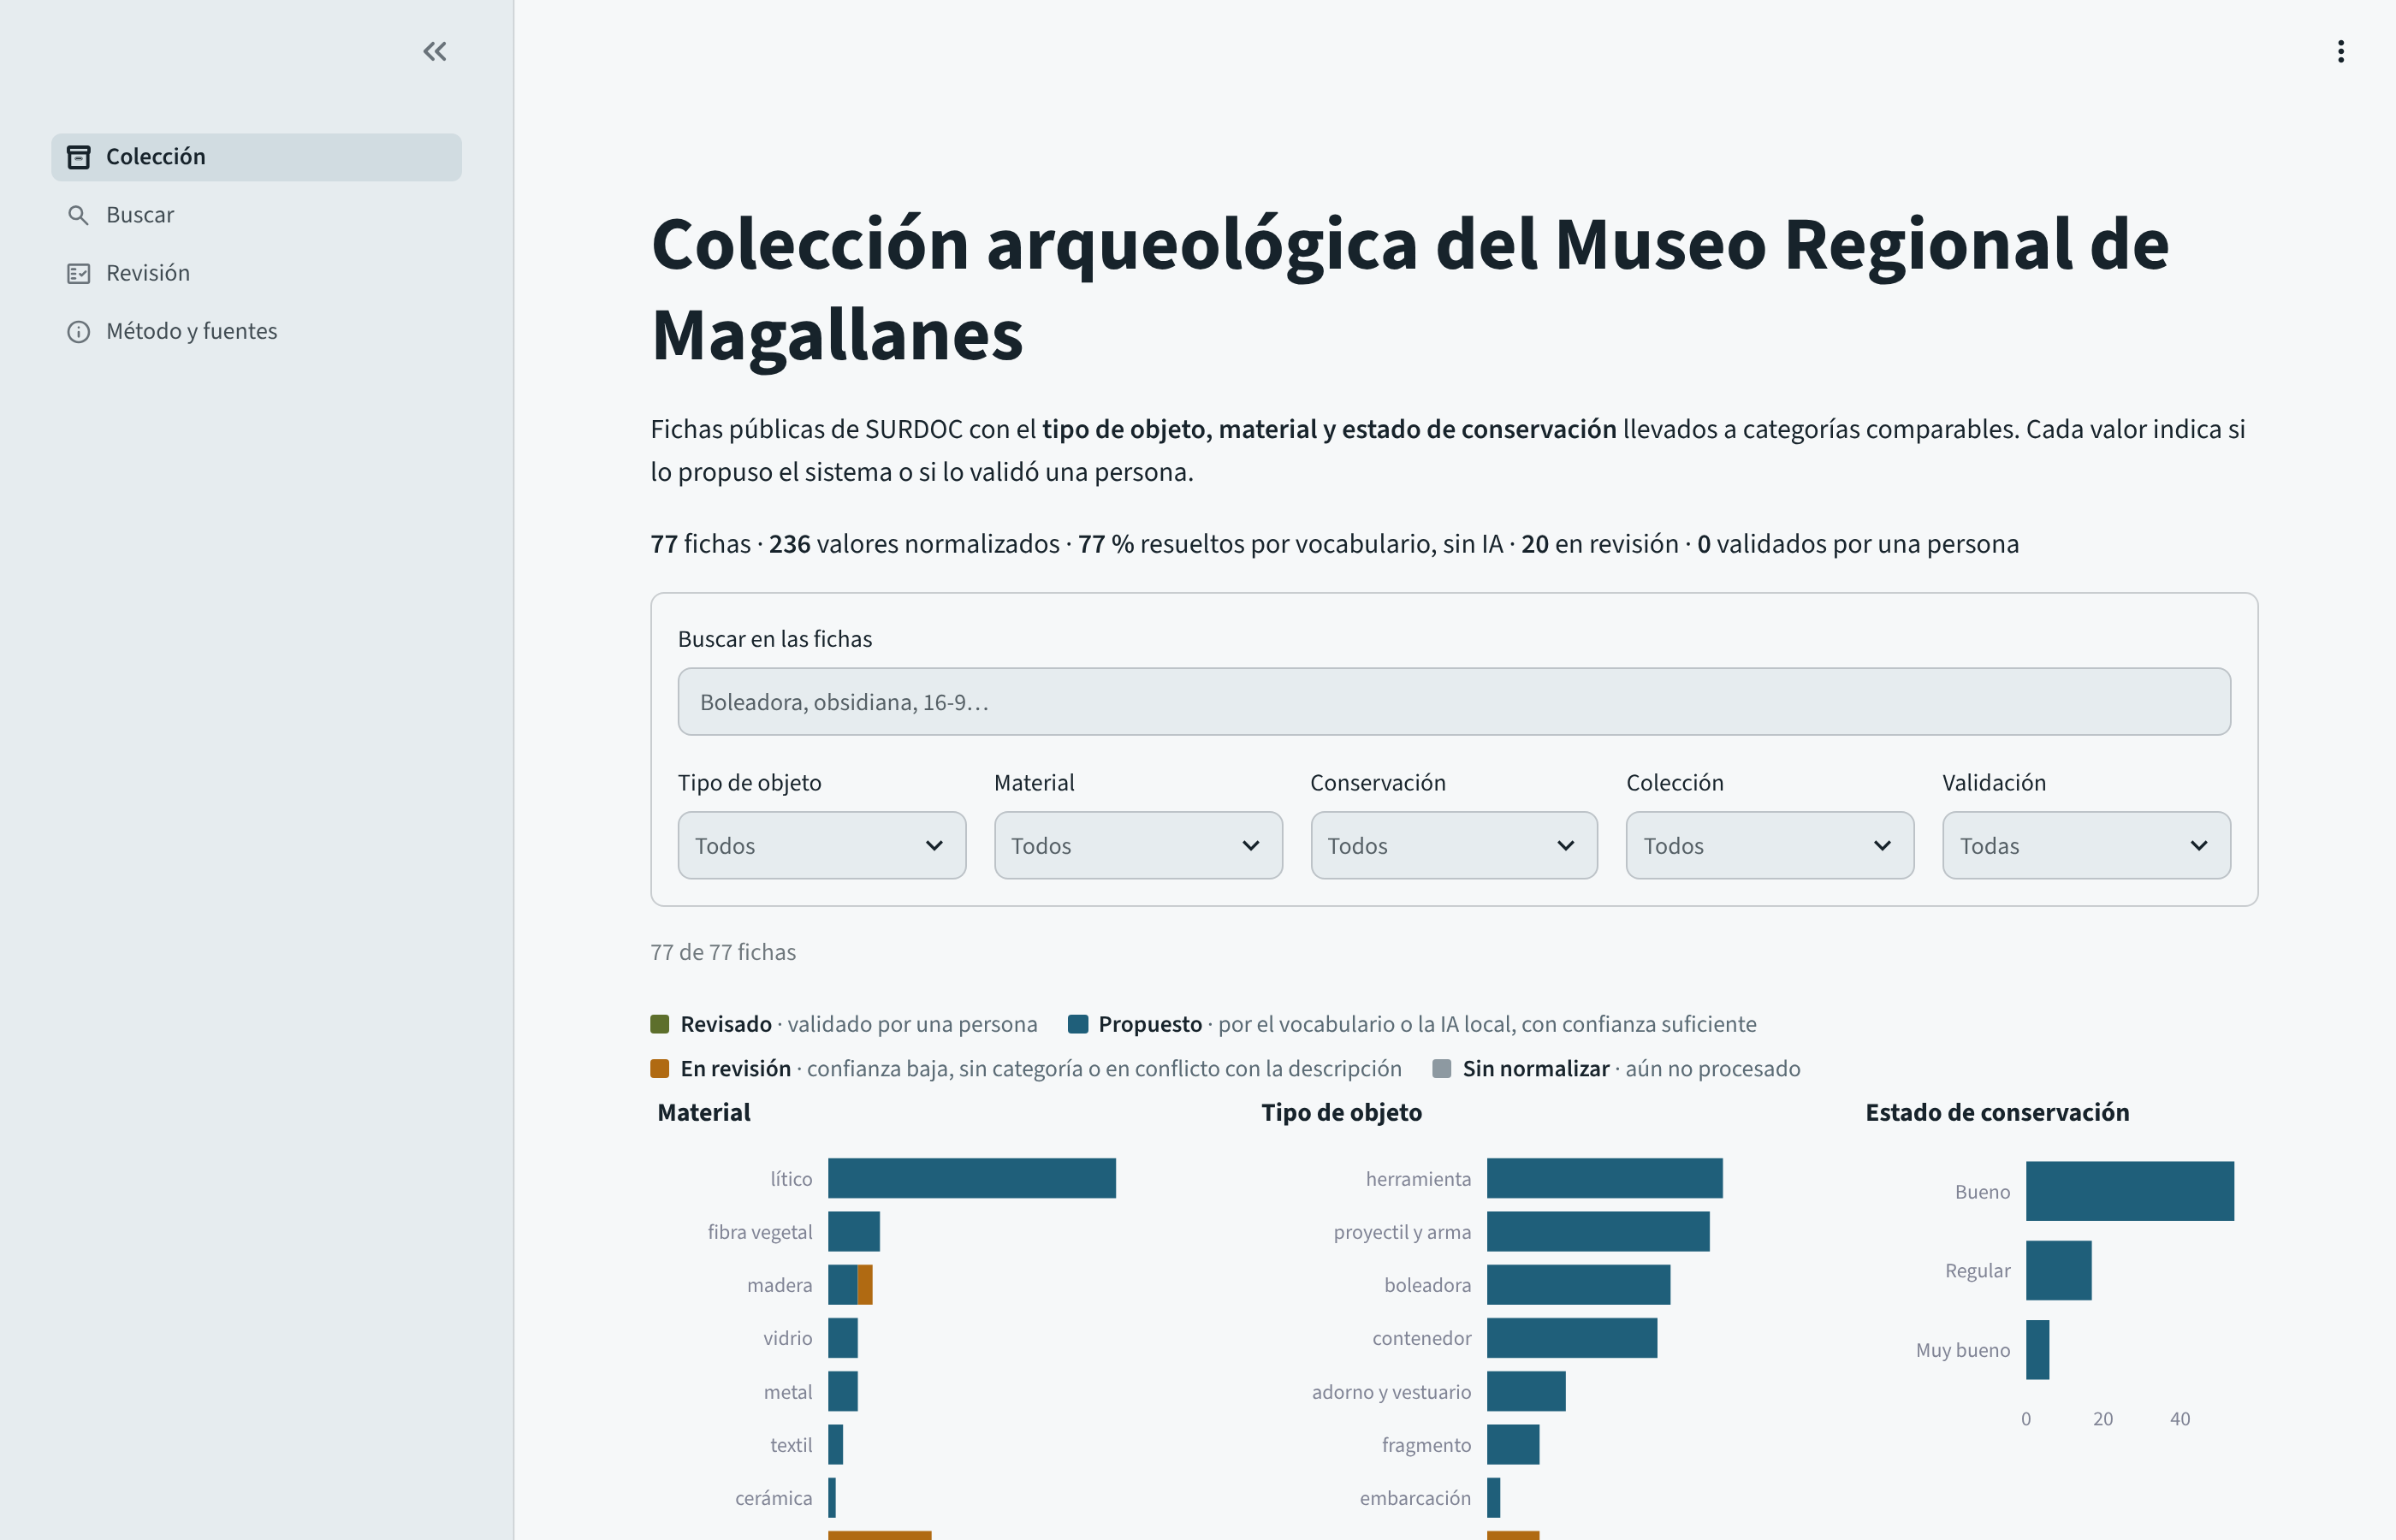 Colección
Buscar
Revisión
Método y fuentes
Colección arqueológica del Museo Regional de
Magallanes
Fichas públicas de SURDOC con el tipo de objeto, material y estado de conservación llevados a categorías comparables. Cada valor indica si
lo propuso el sistema o si lo validó una persona.
77 fichas · 236 valores normalizados · 77 % resueltos por vocabulario, sin IA · 20 en revisión · 0 validados por una persona
Buscar en las fichas
Boleadora, obsidiana, 16-9…
Tipo de objeto Material Conservación Colección Validación
Todos Todos Todos Todos Todas
77 de 77 fichas
Revisado · validado por una persona Propuesto · por el vocabulario o la IA local, con confianza suficiente
En revisión · confianza baja, sin categoría o en conflicto con la descripción Sin normalizar · aún no procesado
Material
lítico
fibra vegetal
madera
vidrio
metal
textil
cerámica
Tipo de objeto
herramienta
proyectil y arma
boleadora
contenedor
adorno y vestuario
fragmento
embarcación
Estado de conservación
Bueno
Regular
Muy bueno
0 20 40